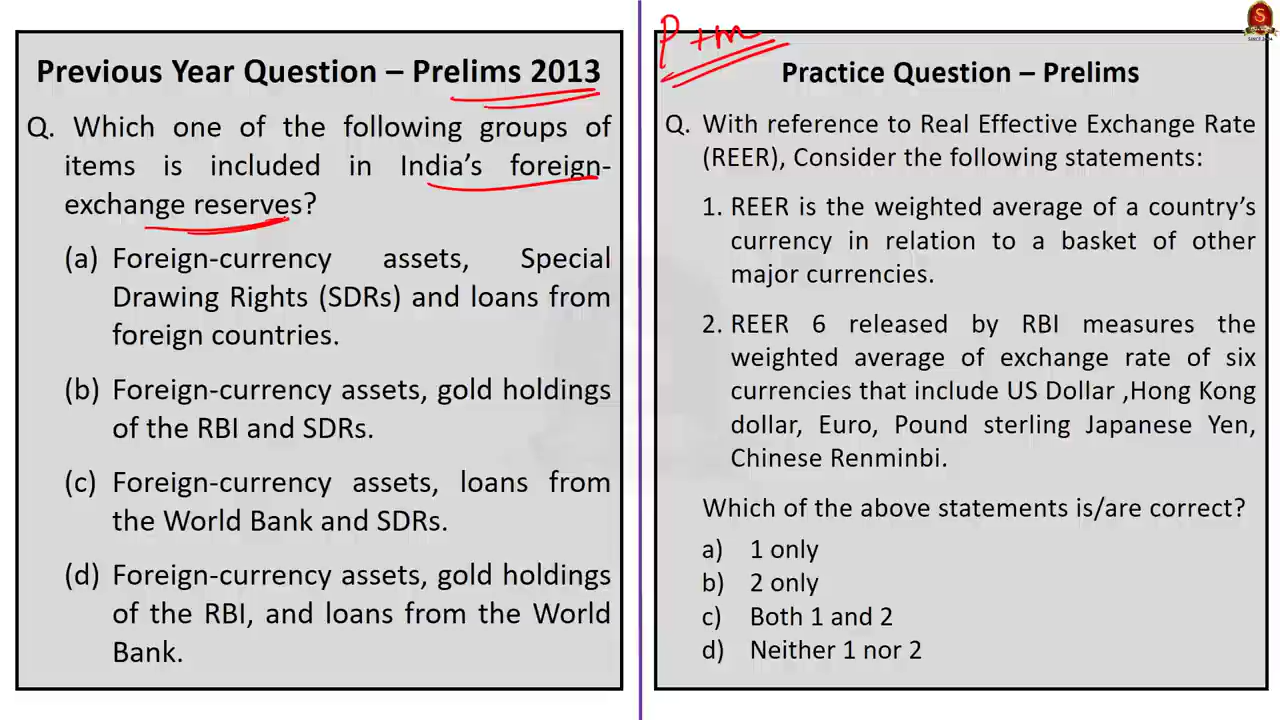 Previous Year Question – Prelims 2013
Q. Which one of the following groups of
items is included in India's foreign-
exchange reserves?
(a) Foreign-currency assets, Special
Drawing Rights (SDRs) and loans from
foreign countries.
(b) Foreign-currency assets, gold holdings
of the RBI and SDRs.
(c) Foreign-currency assets, loans from
the World Bank and SDRs.
(d) Foreign-currency assets, gold holdings
of the RBI, and loans from the World
Bank.
P+m
Practice Question – Prelims
Q. With reference to Real Effective Exchange Rate
(REER), Consider the following statements:
1. REER is the weighted average of a country's
currency in relation to a basket of other
major currencies.
2. REER 6 released by RBI measures the
weighted average of exchange rate of six
currencies that include US Dollar ,Hong Kong
dollar, Euro, Pound sterling Japanese Yen,
Chinese Renminbi.
Which of the above statements is/are correct?
a) 1 only
b) 2 only
c) Both 1 and 2
d) Neither 1 nor 2